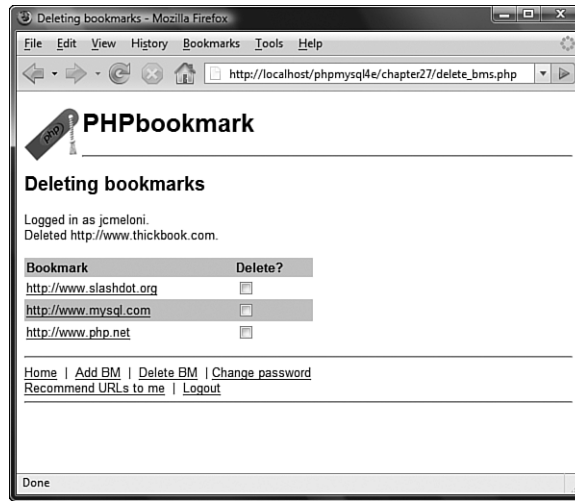 Deleting bookmarks - Mozilla Firefox
File Edit View History Bookmarks Tools Help
http://localhost/phpmysql4e/chapter27/delete_bms.php
php
PHPbookmark
Deleting bookmarks
Logged in as jcmeloni.
Deleted http://www.thickbook.com.
Bookmark Delete?
http://www.slashdot.org
http://www.mysql.com
http://www.php.net
Home | Add BM | Delete BM | Change password
Recommend URLs to me | Logout
Done